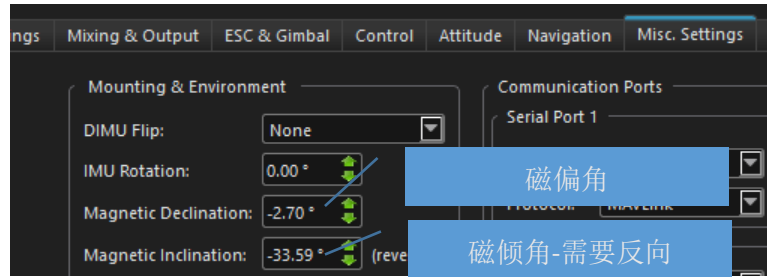 ngs Mixing & Output ESC & Gimbal Control Attitude Navigation Misc. Settings
Mounting & Environment
Communication Ports
Serial Port 1
DIMU Flip: None
IMU Rotation: 0.00 °
磁偏角
Magnetic Declination: -2.70 °
Magnetic Inclination: -33.59 ° (reve
磁倾角-需要反向